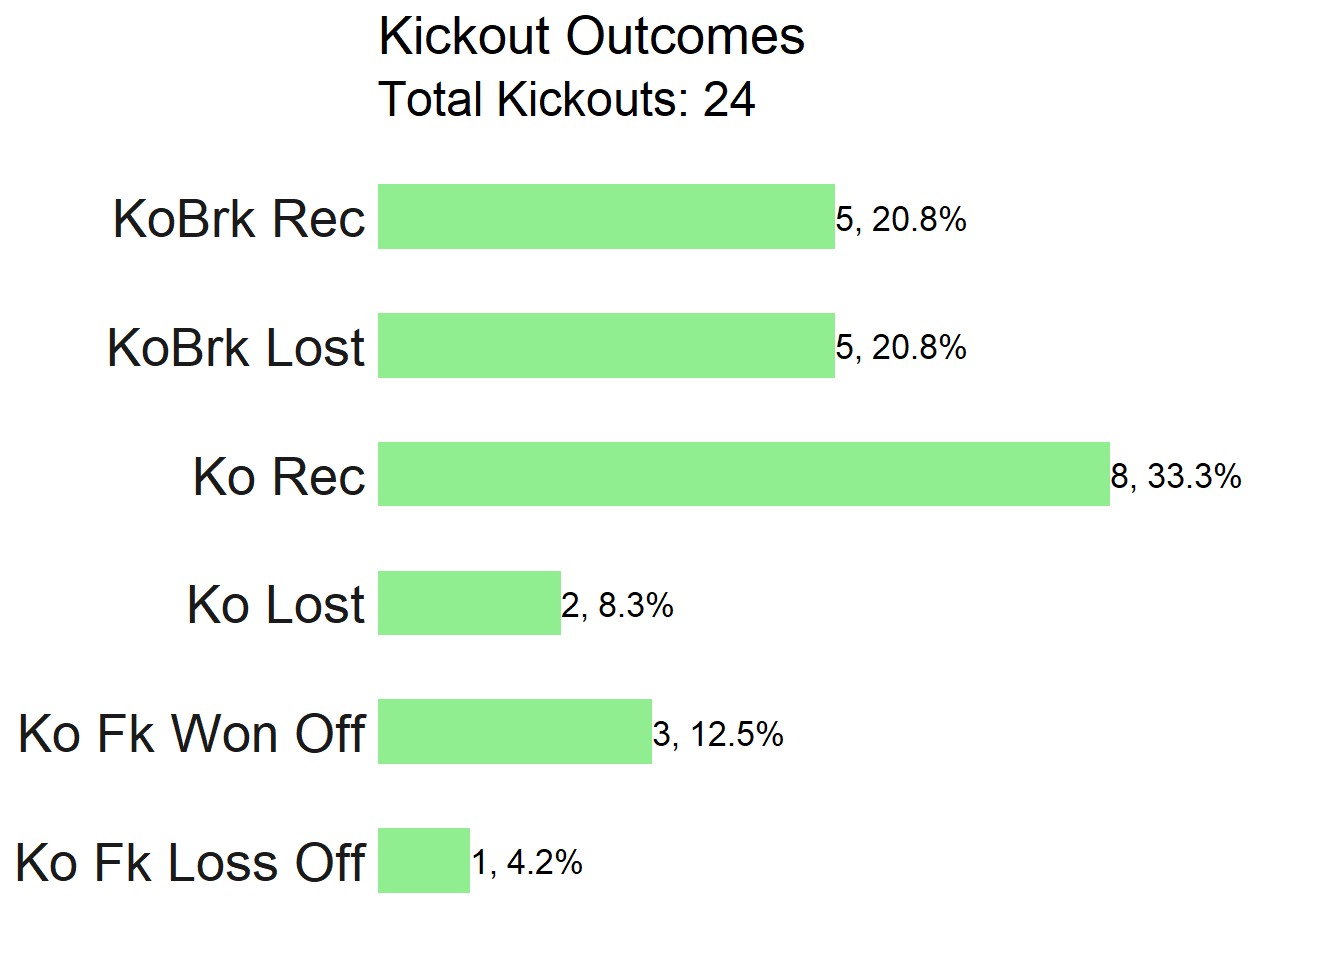 Kickout Outcomes
Total Kickouts: 24
KoBrk Rec 5, 20.8%
KoBrk Lost 5, 20.8%
Ko Rec 8, 33.3%
Ko Lost 2, 8.3%
Ko Fk Won Off 3, 12.5%
Ko Fk Loss Off 1, 4.2%